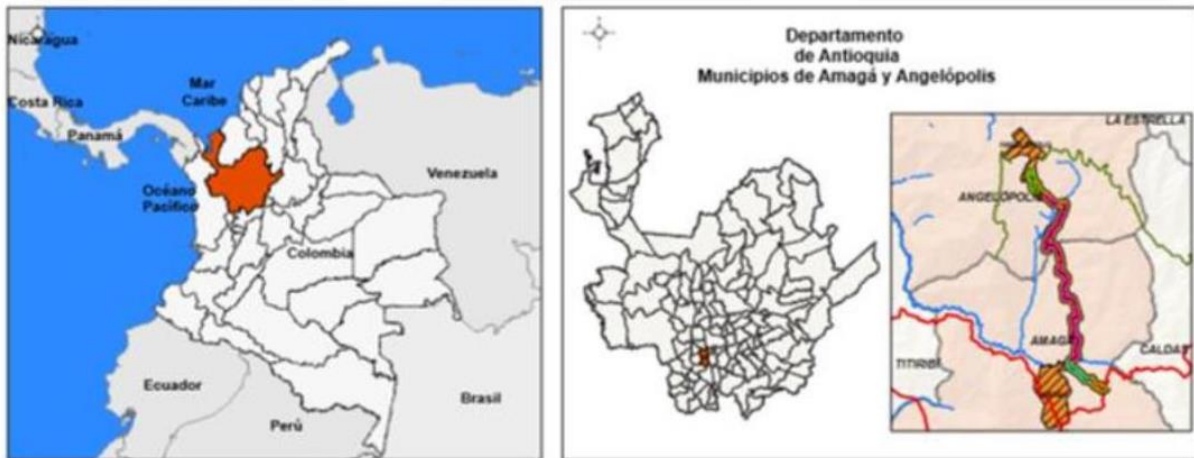 Nicaragua
Costa Rica
Panamá
Mar
Caribe
Océano
Pacífico
Venezuela
Colombia
Ecuador
Perú
Brasil
Departamento
de Antioquia
Municipios de Amagá y Angelópolis
LA ESTRELLA
ANGELÓPOLIS
AMAGÁ
TITIRIBÍ
CALDAS